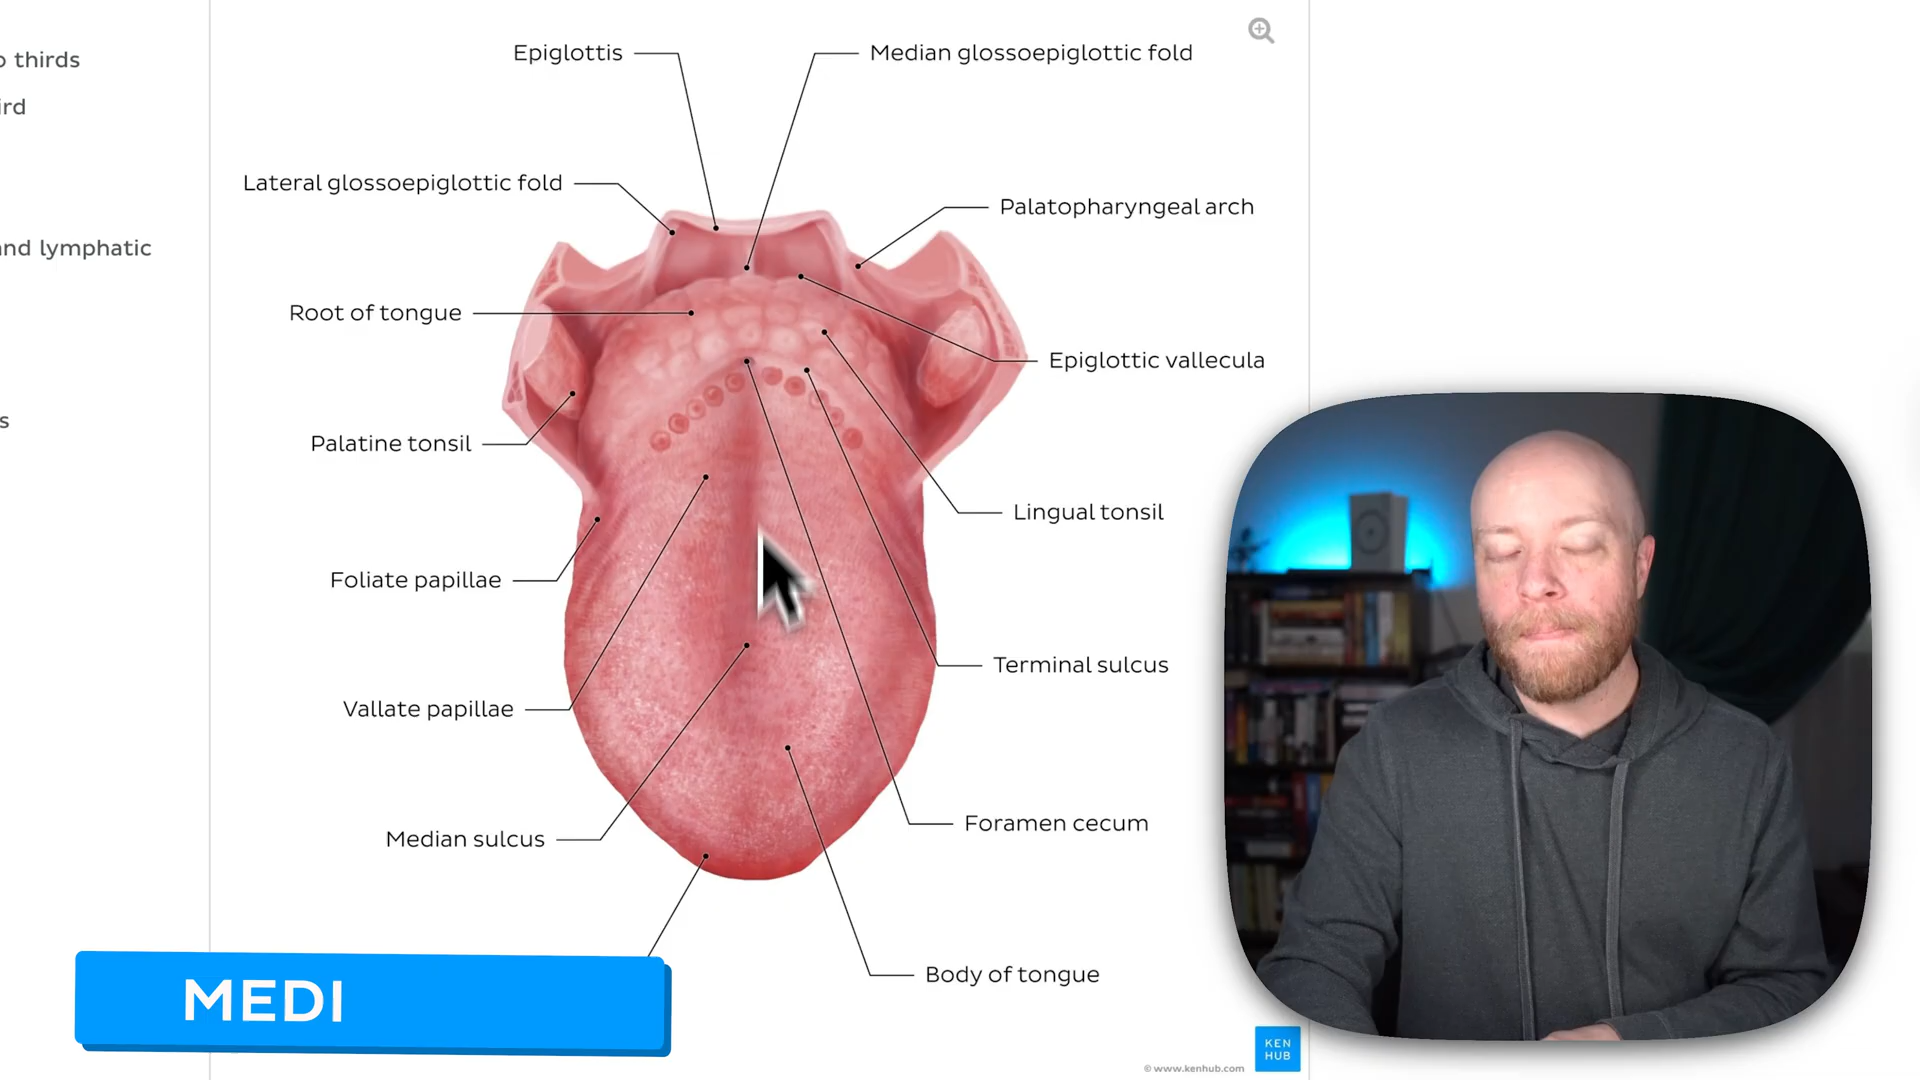 o thirds
ird
and lymphatic
s
Epiglottis
Median glossoepiglottic fold
Lateral glossoepiglottic fold
Palatopharyngeal arch
Root of tongue
Epiglottic vallecula
Palatine tonsil
Lingual tonsil
Foliate papillae
Terminal sulcus
Vallate papillae
Foramen cecum
Median sulcus
Body of tongue
MEDI
KEN
HUB
© www.kenhub.com